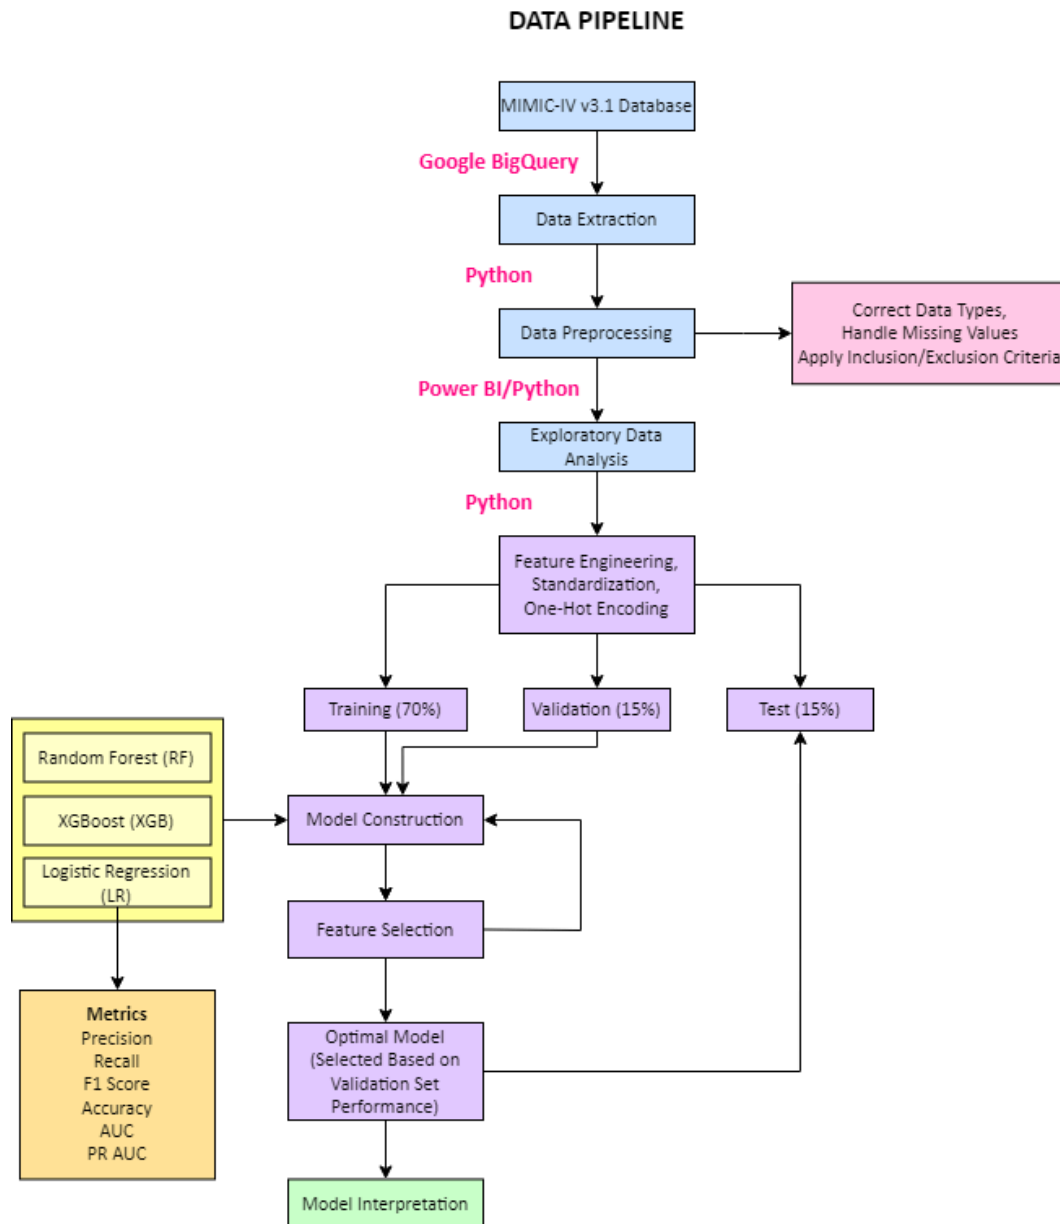 DATA PIPELINE
MIMIC-IV v3.1 Database
Google BigQuery
Data Extraction
Python
Data Preprocessing
Correct Data Types,
Handle Missing Values
Apply Inclusion/Exclusion Criteria
Power BI/Python
Exploratory Data
Analysis
Python
Feature Engineering,
Standardization,
One-Hot Encoding
Training (70%)
Validation (15%)
Test (15%)
Random Forest (RF)
XGBoost (XGB)
Logistic Regression
(LR)
Model Construction
Feature Selection
Metrics
Precision
Recall
F1 Score
Accuracy
AUC
PR AUC
Optimal Model
(Selected Based on
Validation Set
Performance)
Model Interpretation